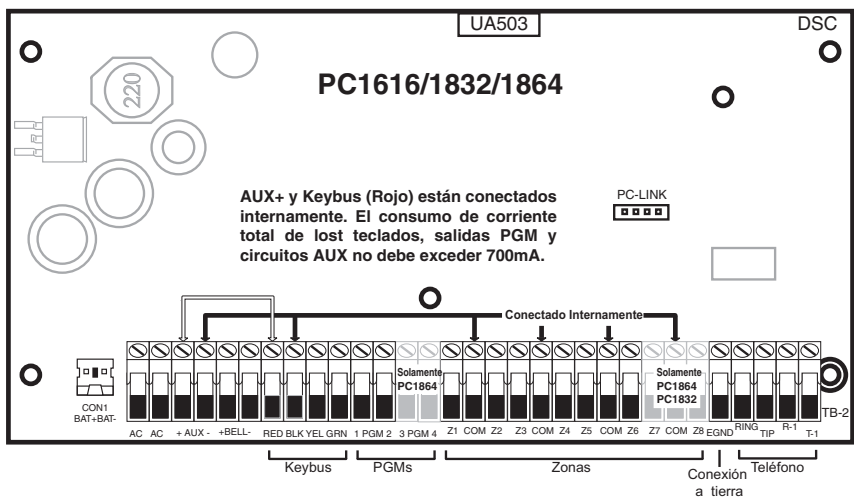 UA503
DSC
220
PC1616/1832/1864
AUX+ y Keybus (Rojo) están conectados
internamente. El consumo de corriente
total de lost teclados, salidas PGM y
circuitos AUX no debe exceder 700mA.
PC-LINK
Conectado Internamente
Solamente
PC1864
Solamente
PC1864
PC1832
CON1
BAT+BAT-
TB-2
AC AC + AUX - +BELL- RED BLK YEL GRN 1 PGM 2 3 PGM 4 Z1 COM Z2 Z3 COM Z4 Z5 COM Z6 Z7 COM Z8 EGND RING TIP R-1 T-1
Keybus PGMs Zonas Conexión Teléfono
a tierra